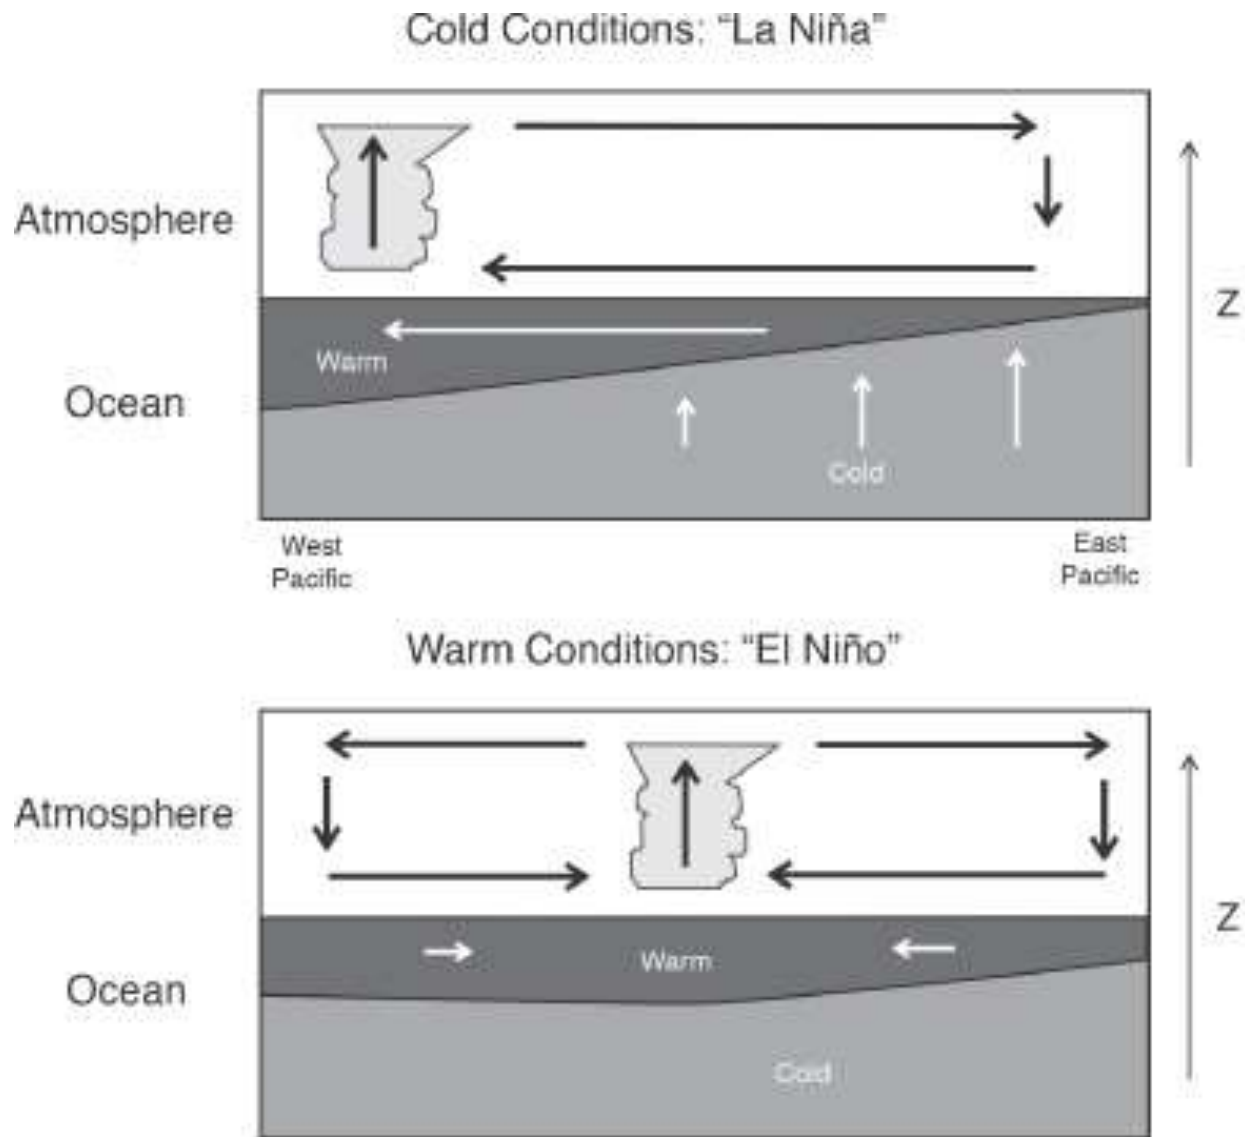 Cold Conditions: “La Niña”
Atmosphere
Z
Warm
Ocean
Cold
West
Pacific
East
Pacific
Warm Conditions: “El Niño”
Atmosphere
Z
Warm
Ocean
Cold